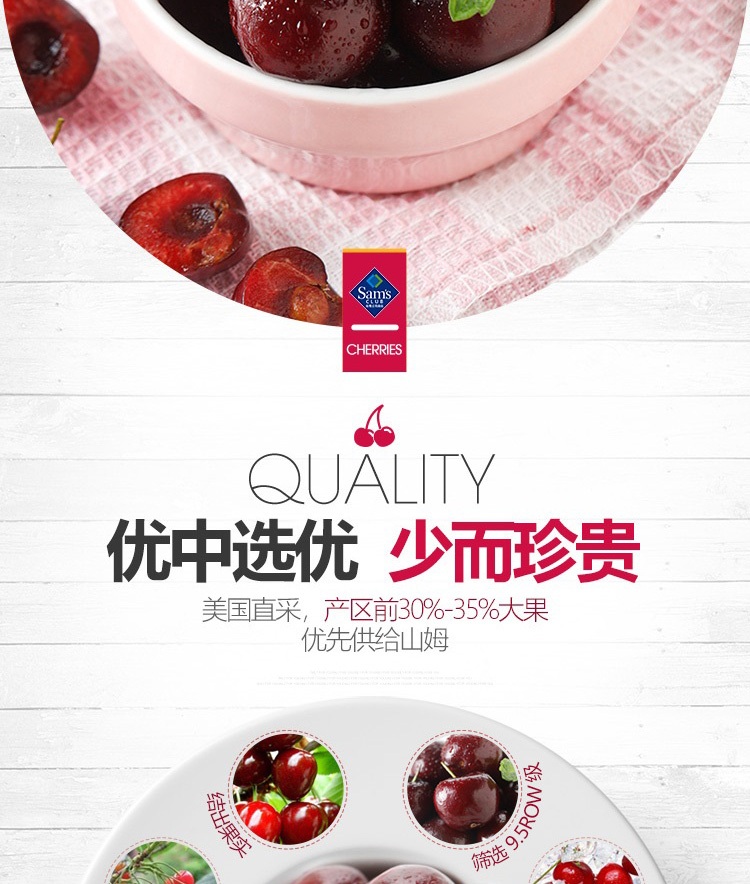 Sam's
CLUB
CHERRIES
QUALITY
优中选优 少而珍贵
美国直采，产区前30%-35%大果
优先供给山姆
结出果实
筛选 9.5ROW 级